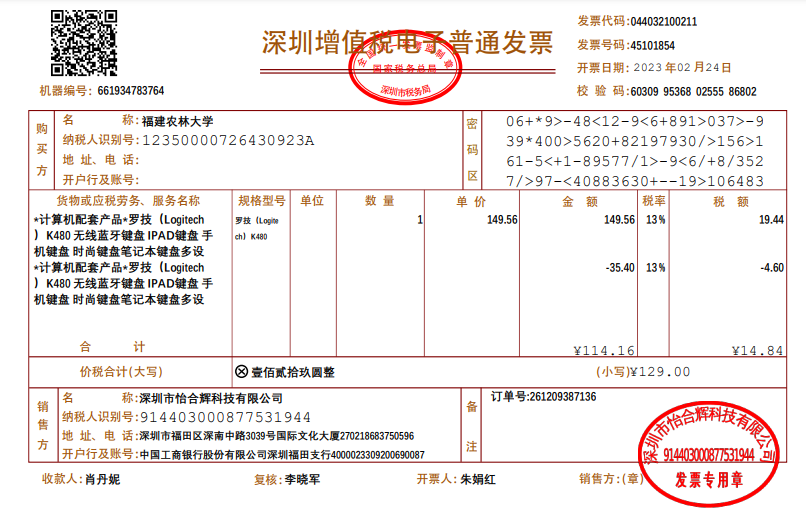 深圳增值税电子普通发票
全国统一发票监制章
国家税务总局
深圳市税务局
发票代码:044032100211
发票号码:45101854
开票日期: 2023 年 02 月 24 日
校 验 码:60309 95368 02555 86802
机器编号: 661934783764
购买方
名 称:福建农林大学
纳税人识别号:12350000726430923A
地 址、电 话:
开户行及账号:
密码区
06+*9>-48<12-9<6+891>037>-9
39*400>5620+82197930/>156>1
61-5<+1-89577/1>-9<6/+8/352
7/>97-<40883630+--19>106483
货物或应税劳务、服务名称 规格型号 单位 数 量 单 价 金 额 税率 税 额
*计算机配套产品*罗技(Logitech 罗技(Logite 1 149.56 149.56 13% 19.44
)K480 无线蓝牙键盘 IPAD键盘 手 ch)K480
机键盘 时尚键盘笔记本键盘多设
*计算机配套产品*罗技(Logitech -35.40 13% -4.60
)K480 无线蓝牙键盘 IPAD键盘 手
机键盘 时尚键盘笔记本键盘多设
合 计 ¥114.16 ¥14.84
价税合计(大写) ⊗壹佰贰拾玖圆整 (小写)¥129.00
销售方
名 称:深圳市怡合辉科技有限公司
纳税人识别号:914403000877531944
地 址、电 话:深圳市福田区深南中路3039号国际文化大厦270218683750596
开户行及账号:中国工商银行股份有限公司深圳福田支行4000023309200690087
备注
订单号:261209387136
深圳市怡合辉科技有限公司
914403000877531944
发票专用章
收款人:肖丹妮 复核:李晓军 开票人:朱娟红 销售方:(章)